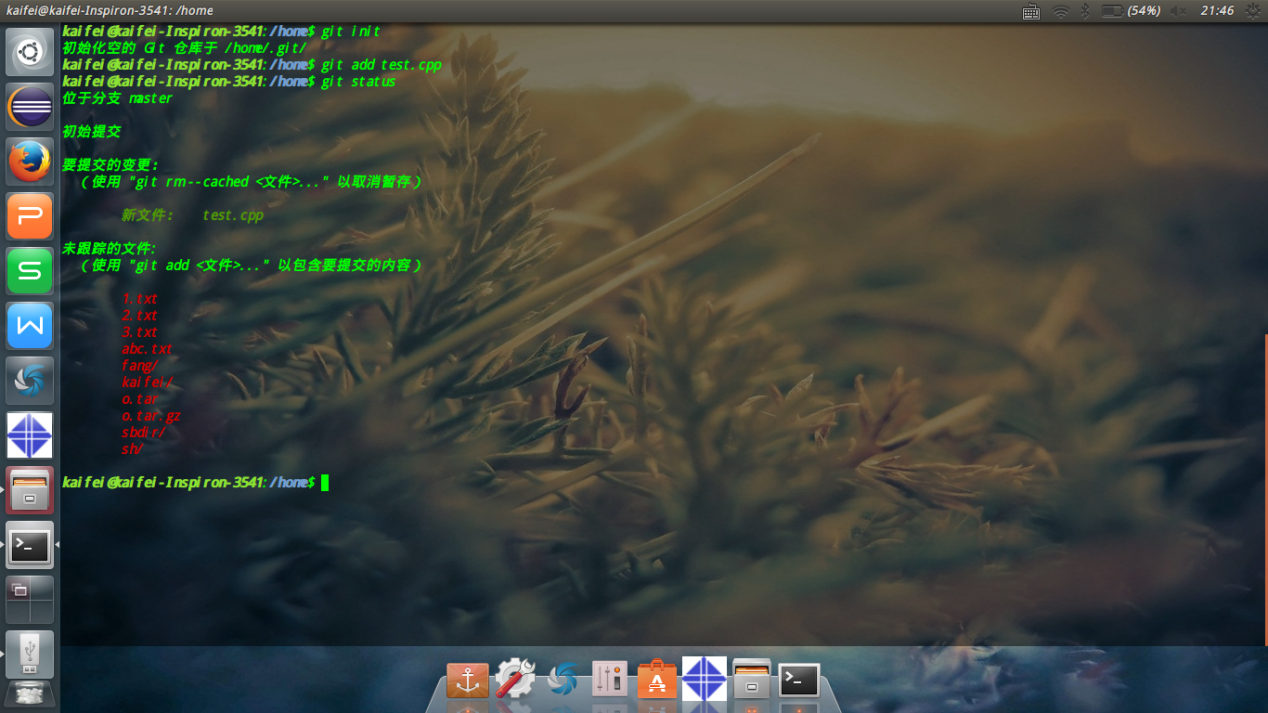 kaifei@kaifei-Inspiron-3541: /home
(54%)
21:46
kaifei@kaifei-Inspiron-3541:/home$ git init
初始化空的 Git 仓库于 /home/.git/
kaifei@kaifei-Inspiron-3541:/home$ git add test.cpp
kaifei@kaifei-Inspiron-3541:/home$ git status
位于分支 master
初始提交
要提交的变更:
(使用 "git rm --cached <文件>..." 以取消暂存)
新文件: test.cpp
未跟踪的文件:
(使用 "git add <文件>..." 以包含要提交的内容)
1.txt
2.txt
3.txt
abc.txt
fang/
kaifei/
o.tar
o.tar.gz
sbdir/
sh/
kaifei@kaifei-Inspiron-3541:/home$